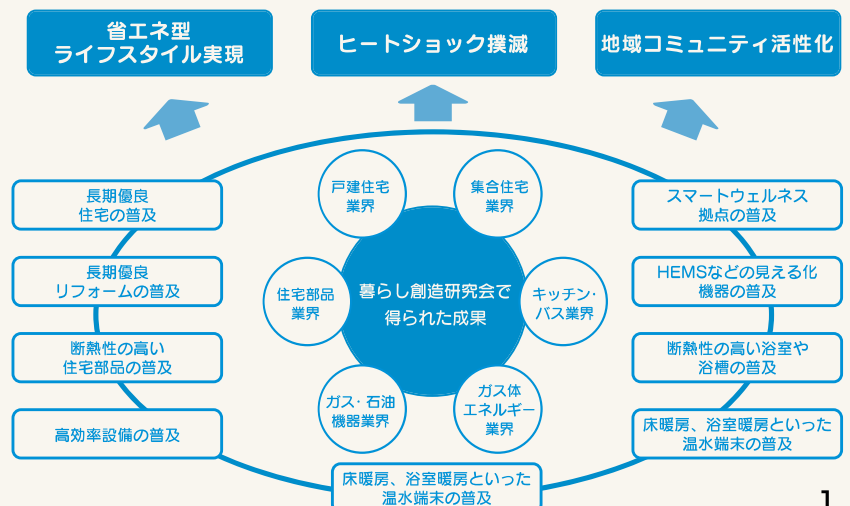 省エネ型
ライフスタイル実現
ヒートショック撲滅
地域コミュニティ活性化
長期優良
住宅の普及
長期優良
リフォームの普及
断熱性の高い
住宅部品の普及
高効率設備の普及
戸建住宅
業界
集合住宅
業界
住宅部品
業界
暮らし創造研究会で
得られた成果
キッチン・
バス業界
ガス・石油
機器業界
ガス体
エネルギー
業界
スマートウェルネス
拠点の普及
HEMSなどの見える化
機器の普及
断熱性の高い浴室や
浴槽の普及
床暖房、浴室暖房といった
温水端末の普及
床暖房、浴室暖房といった
温水端末の普及
1